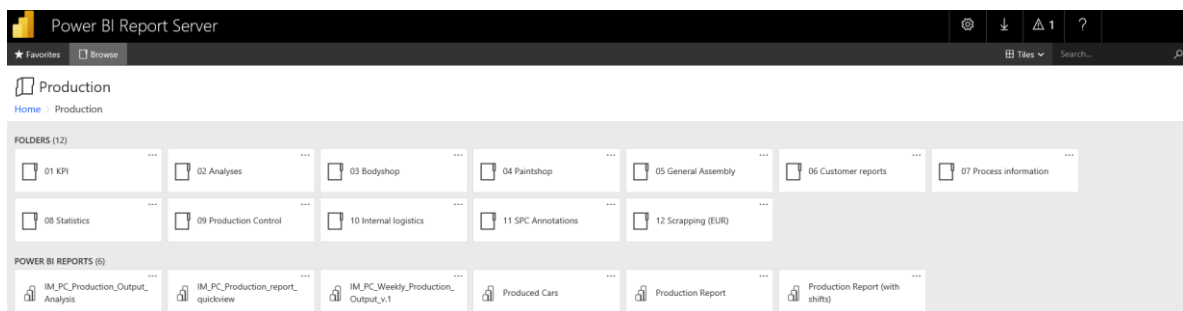 Power BI Report Server
1
?
Favorites
Browse
Tiles
Search...
Production
Home > Production
FOLDERS (12)
01 KPI
02 Analyses
03 Bodyshop
04 Paintshop
05 General Assembly
06 Customer reports
07 Process information
08 Statistics
09 Production Control
10 Internal logistics
11 SPC Annotations
12 Scrapping (EUR)
POWER BI REPORTS (6)
IM_PC_Production_Output_
Analysis
IM_PC_Production_report_
quickview
IM_PC_Weekly_Production_
Output_v.1
Produced Cars
Production Report
Production Report (with
shifts)